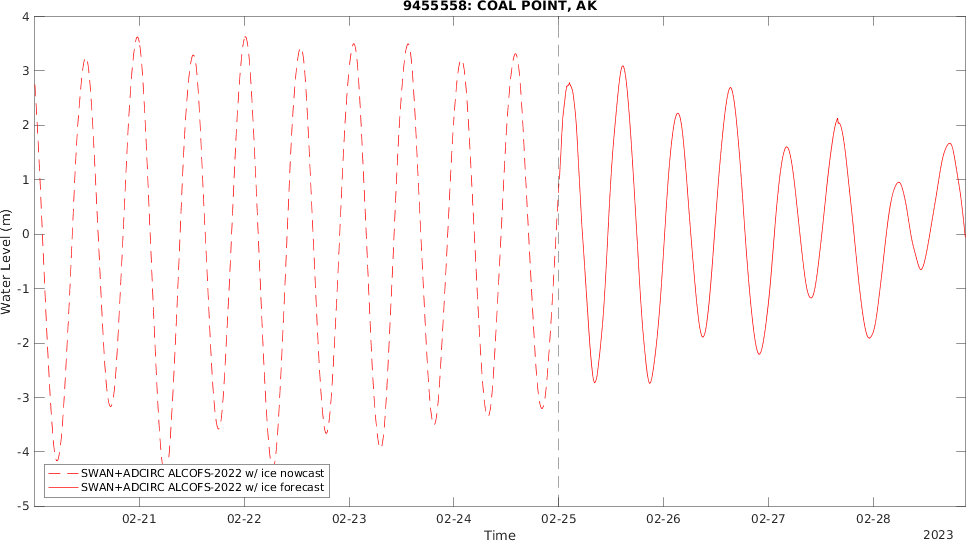 9455558: COAL POINT, AK
4
3
2
1
0
-1
-2
-3
-4
-5
Water Level (m)
SWAN+ADCIRC ALCOFS-2022 w/ ice nowcast
SWAN+ADCIRC ALCOFS-2022 w/ ice forecast
02-21 02-22 02-23 02-24 02-25 02-26 02-27 02-28
Time
2023